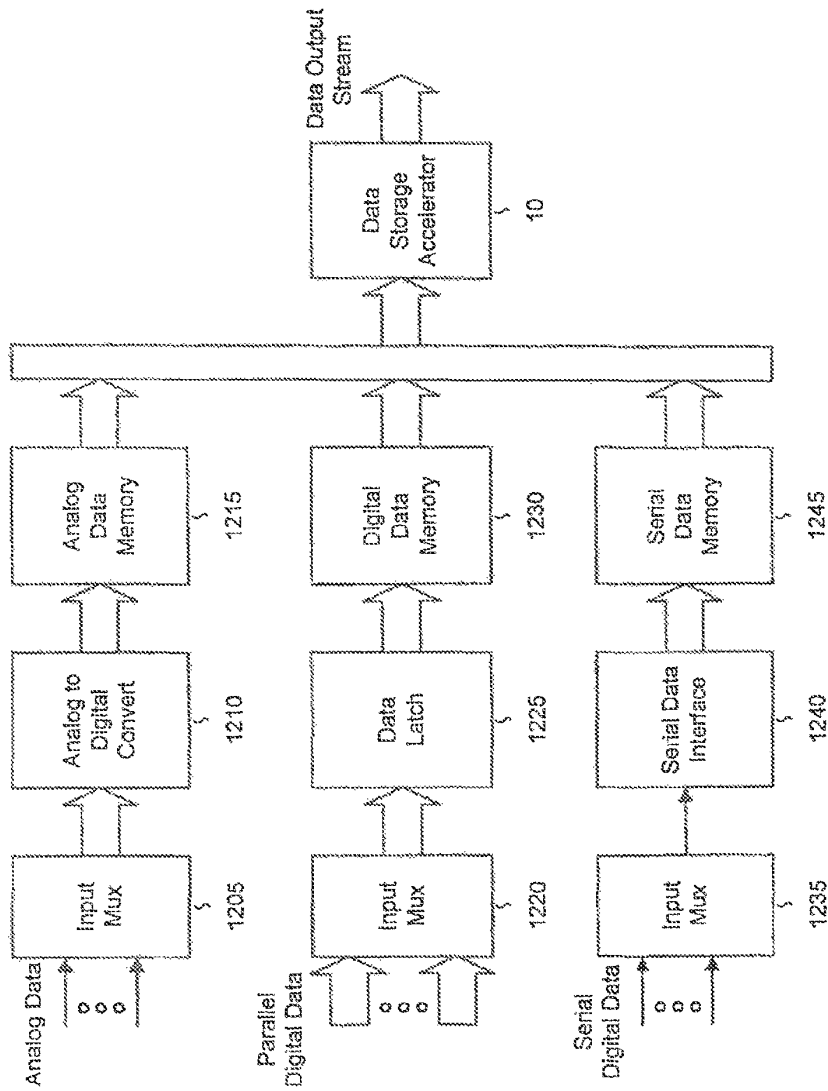 Analog Data
Input
Mux
1205
Analog to
Digital
Convert
1210
Analog
Data
Memory
1215
Parallel
Digital Data
Input
Mux
1220
Data
Latch
1225
Digital
Data
Memory
1230
Serial
Digital Data
Input
Mux
1235
Serial Data
Interface
1240
Serial
Data
Memory
1245
Data
Storage
Accelerator
10
Data Output
Stream